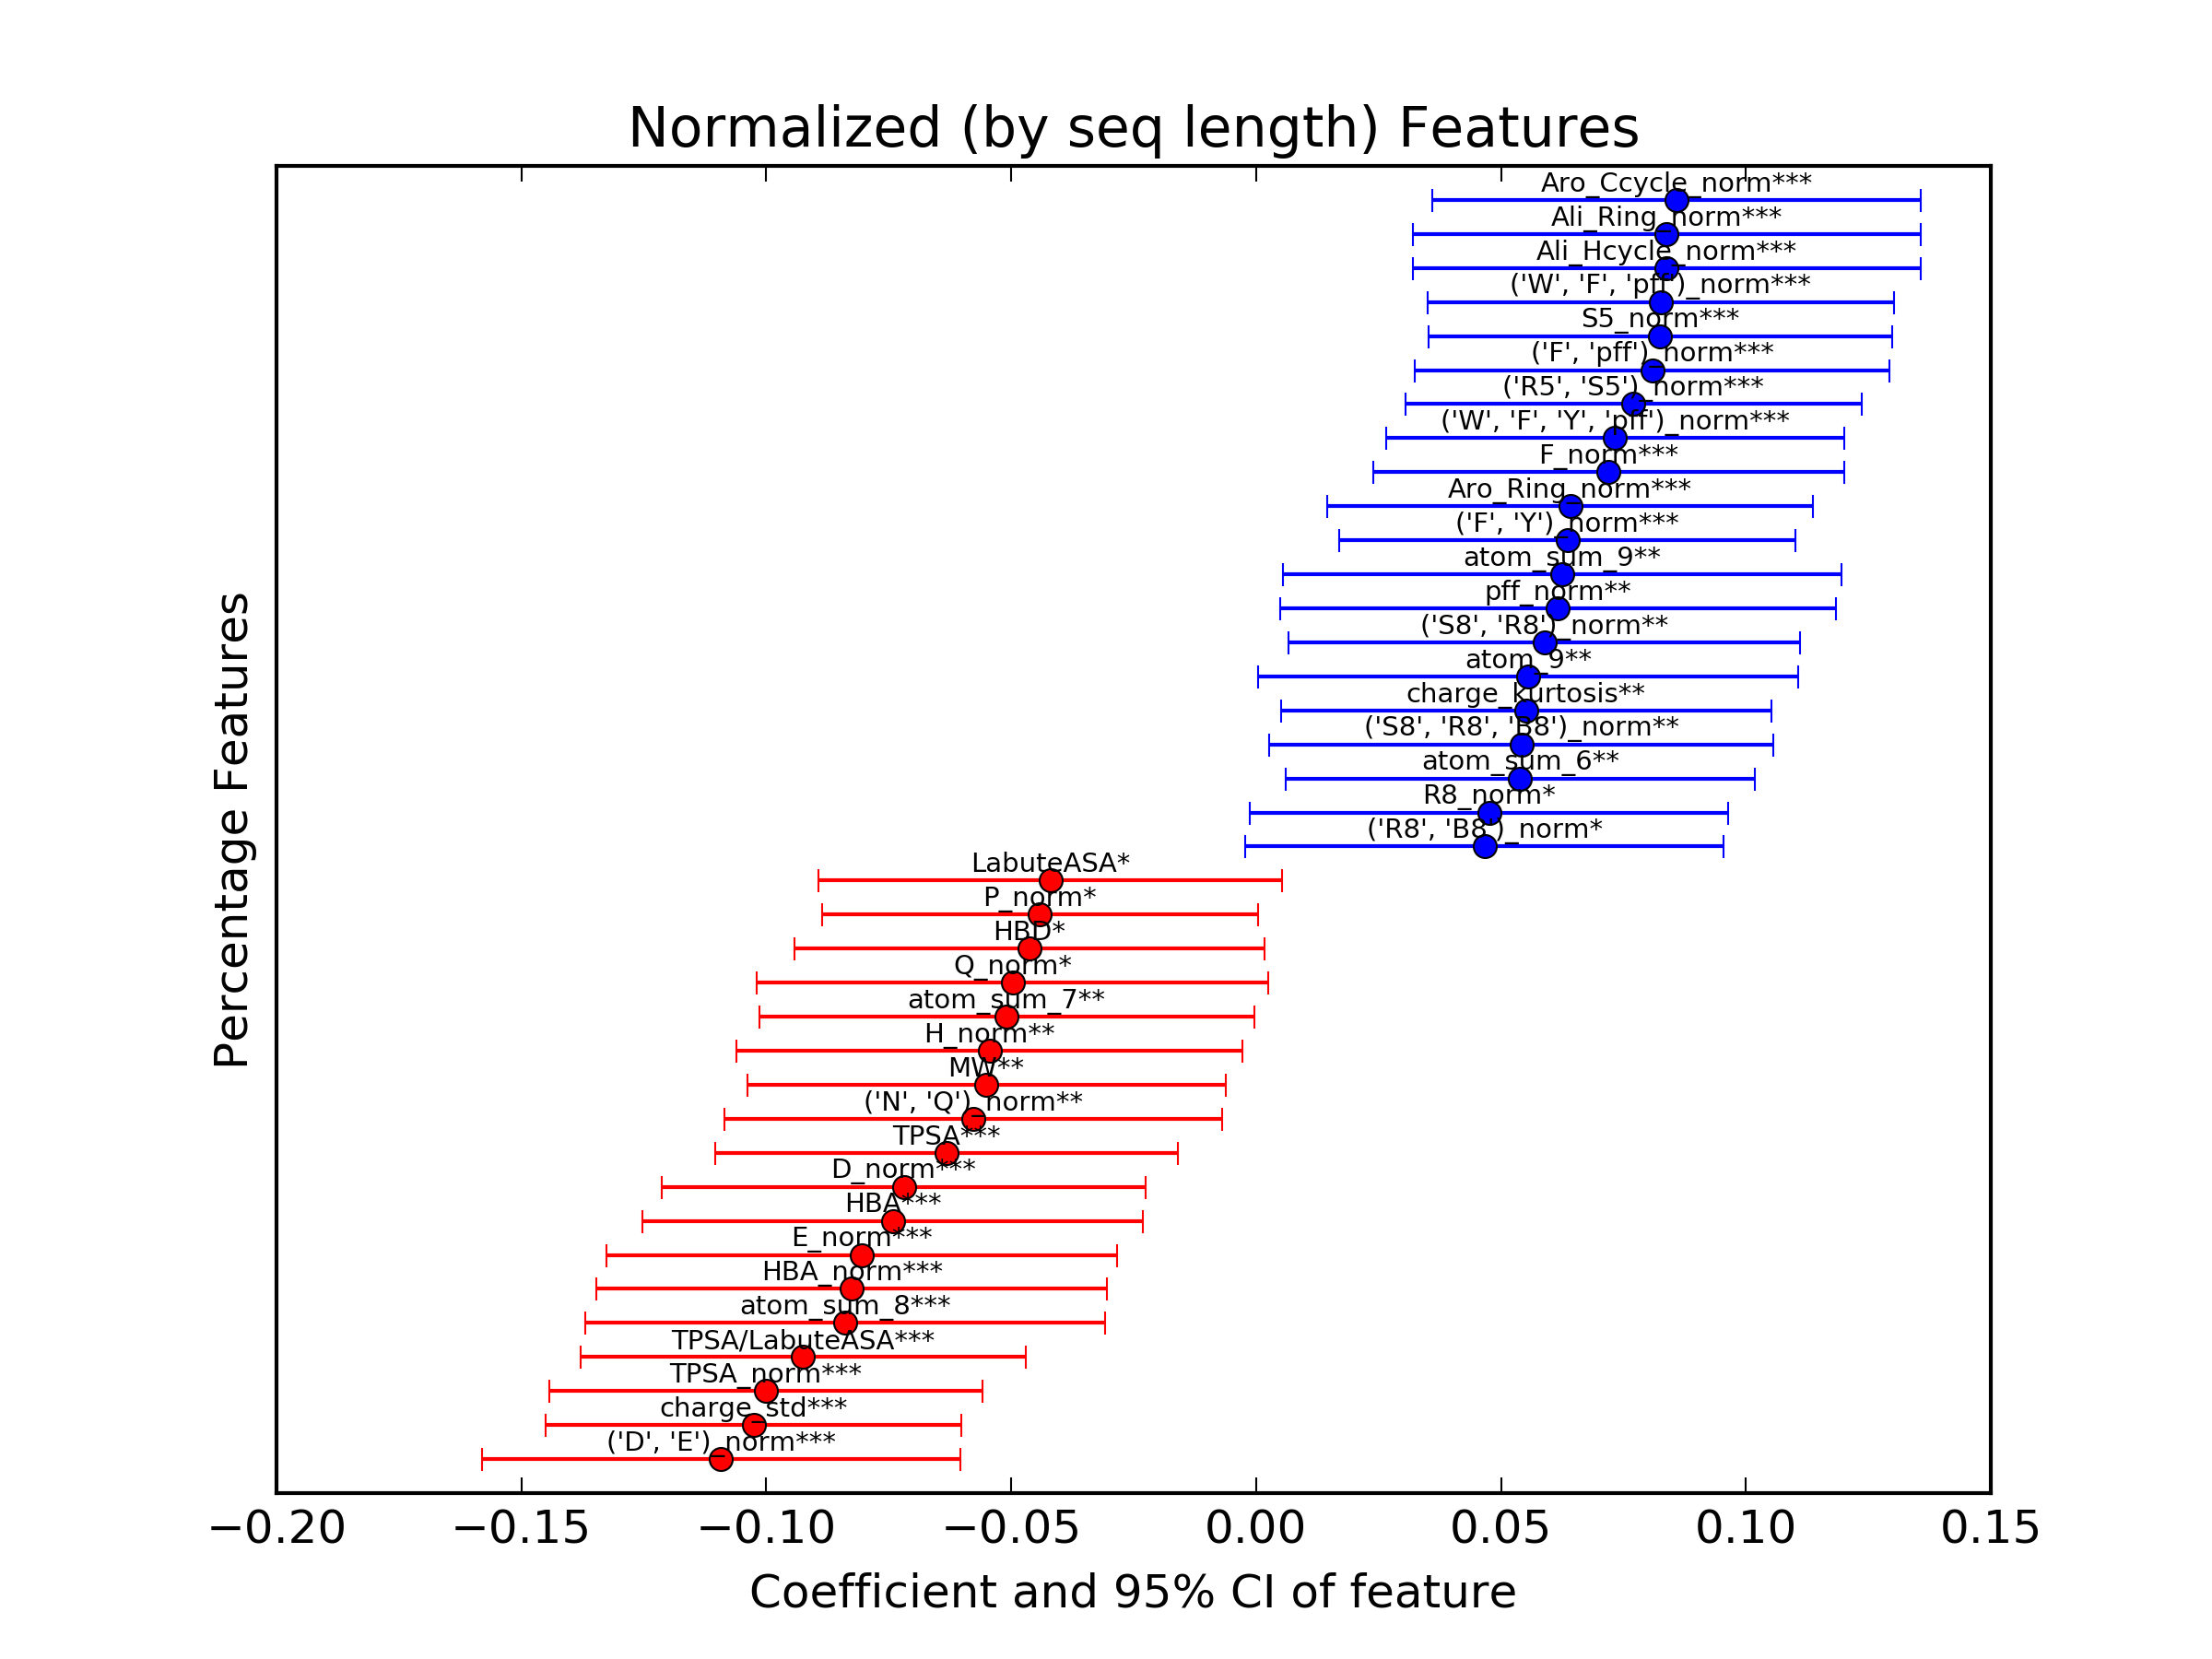 Normalized (by seq length) Features
Aro_Ccycle_norm***
Ali_Ring_norm***
Ali_Hcycle_norm***
('W', 'F', 'pff')_norm***
S5_norm***
('F', 'pff')_norm***
('R5', 'S5')_norm***
('W', 'F', 'Y', 'pff')_norm***
F_norm***
Aro_Ring_norm***
('F', 'Y')_norm***
atom_sum_9**
pff_norm**
('S8', 'R8')_norm**
atom_9**
charge_kurtosis**
('S8', 'R8', 'B8')_norm**
atom_sum_6**
R8_norm*
('R8', 'B8')_norm*
LabuteASA*
P_norm*
HBD*
Q_norm*
atom_sum_7**
H_norm**
MW**
('N', 'Q')_norm**
TPSA***
D_norm***
HBA***
E_norm***
HBA_norm***
atom_sum_8***
TPSA/LabuteASA***
TPSA_norm***
charge_std***
('D', 'E')_norm***
Percentage Features
−0.20 −0.15 −0.10 −0.05 0.00 0.05 0.10 0.15
Coefficient and 95% CI of feature